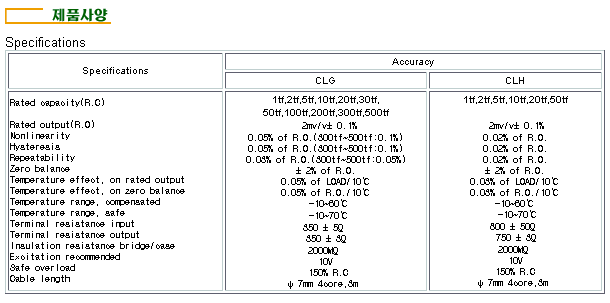 제품사양
Specifications
Specifications
Accuracy
CLG CLH
Rated capacity(R.C) 1tf,2tf,5tf,10tf,20tf,30tf, 1tf,2tf,5tf,10tf,20tf,50tf
50tf,100tf,200tf,300tf,500tf
Rated output(R.O) 2mv/v± 0.1% 2mv/v± 0.1%
Nonlinearity 0.05% of R.O.(300tf~500tf:0.1%) 0.02% of R.O.
Hysteresis 0.05% of R.O.(300tf~500tf:0.1%) 0.02% of R.O.
Repeatability 0.03% of R.O.(300tf~500tf:0.05%) 0.02% of R.O.
Zero balance ± 2% of R.O. ± 2% of R.O.
Temperature effect, on rated output 0.05% of LOAD/10℃ 0.03% of LOAD/10℃
Temperature effect, on zero balance 0.05% of R.O./10℃ 0.03% of R.O./10℃
Temperature range, compensated -10~60℃ -10~60℃
Temperature range, safe -10~70℃ -10~70℃
Terminal resistance input ±  ± 50Ω
Terminal resistance output 350 ± 3Ω 750 ±
Insulation resistance bridge/case 2000MΩ 2000MΩ
Excitation recommended 10V 10V
Safe overload 150% R.C 150% R.C
Cable length ψ 7mm 4core,3m ψ 7mm 4core,3m